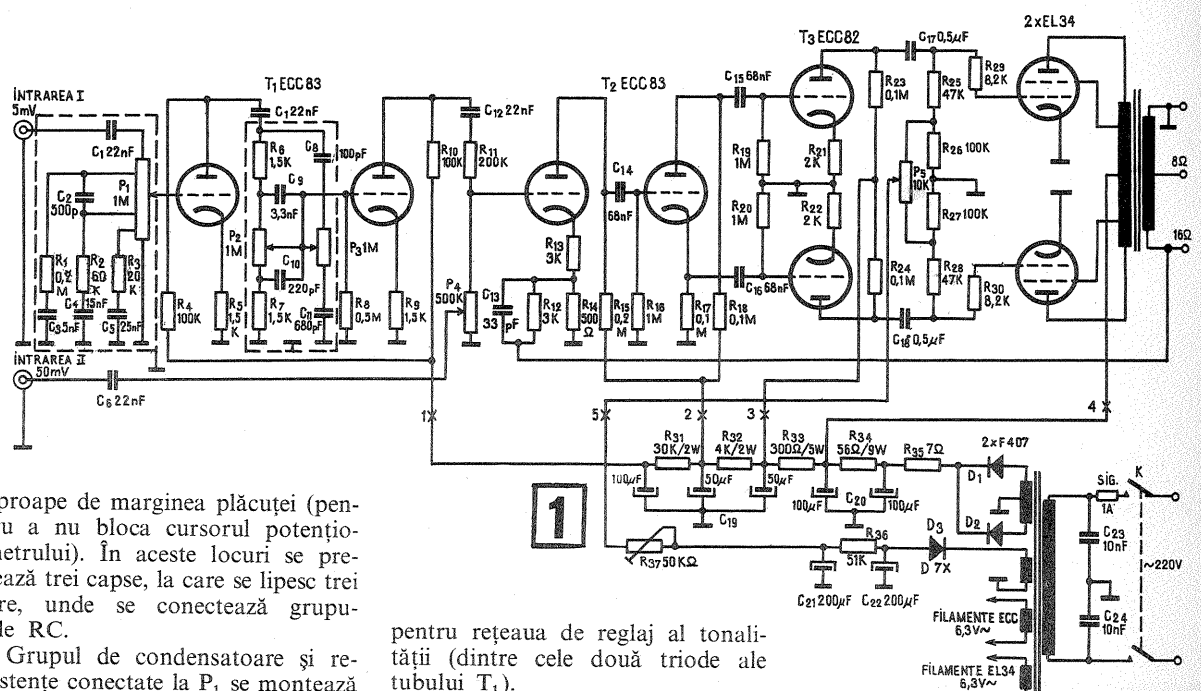 2xEL34
T₃ ECC82
C₁₇ 0,5µF
T₁ ECC 83
T₂ ECC 83
C₁₅ 68nF
R₂₉
8,2K
R₂₃
0,1M
R₂₅
47K
INTRAREA I
5mV
C₁ 22nF
C₁ 22nF
C₁₂ 22nF
R₆
1,5K
C₈
100pF
R₁₀
100K
R₁₁
200K
C₁₄
68nF
R₁₉
1M
R₂₁
2K
R₂₆ 100K
P₅
10K
8Ω
P₁
1M
C₂
500p
C₉
3,3nF
R₂₀
1M
R₂₂
2K
R₂₇ 100K
16Ω
P₂
1M
P₃ 1M
R₁₃
3K
C₁₀
220pF
R₁
0,2
M
R₂
60
K
R₃
20
K
C₃ 5nF
C₄ 15nF
C₅ 25nF
R₄
100K
R₅
1,5
K
R₇
1,5K
C₁₁
680pF
R₈
0,5M
R₉
1,5K
P₄
500K
C₁₃
33 pF
R₁₂
3K
R₁₄
500
Ω
R₁₅
0,2
M
R₁₆
1M
R₁₇
0,1
M
R₁₈
0,1M
C₁₆ 68nF
R₂₄
0,1M
R₂₈
47K
R₃₀
8,2K
C₁₈ 0,5µF
INTRAREA II
50mV
C₆ 22nF
1
5
2
3
4
R₃₁
30K/2W
R₃₂
4K/2W
R₃₃
300Ω/5W
R₃₄
56Ω/9W
R₃₅ 7Ω
2xF407
D₁
100µF
50µF
50µF
100µF
C₂₀
100µF
C₁₉
D₂
SIG.
1A
K
1
C₂₃
10nF
R₃₇ 50KΩ
R₃₆
51K
D₃
D 7X
~220V
C₂₁ 200µF
C₂₂ 200µF
FILAMENTE ECC
6,3V~
C₂₄
10nF
FILAMENTE EL34
6,3V~
proape de marginea plăcuței (pen-
u a nu bloca cursorul potențio-
netrului). În aceste locuri se pre-
ează trei capse, la care se lipesc trei
re, unde se conectează grupu-
le RC.
Grupul de condensatoare și re-
stențe conectate la P₁ se montează
pentru rețeaua de reglaj al tonali-
tății (dintre cele două triode ale
tubului T₁).